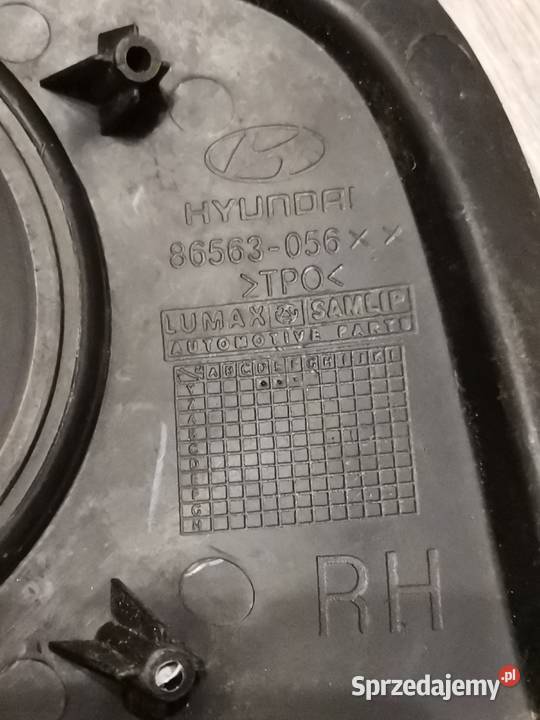 HYUNDAI
86563-056××
>TPO<
LUMAX SAMLIP
AUTOMOTIVE PARTS
RH
Sprzedajemy.pl